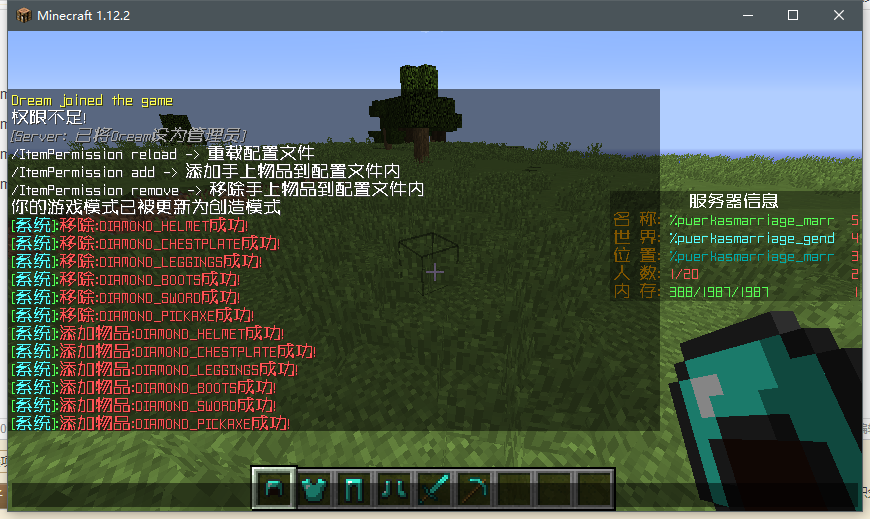 Minecraft 1.12.2
Dream joined the game
权限不足!
[Server: 已将Dream设为管理员]
/ItemPermission reload -> 重载配置文件
/ItemPermission add -> 添加手上物品到配置文件内
/ItemPermission remove -> 移除手上物品到配置文件内
你的游戏模式已被更新为创造模式
[系统]:移除:DIAMOND_HELMET成功!
[系统]:移除:DIAMOND_CHESTPLATE成功!
[系统]:移除:DIAMOND_LEGGINGS成功!
[系统]:移除:DIAMOND_BOOTS成功!
[系统]:移除:DIAMOND_SWORD成功!
[系统]:移除:DIAMOND_PICKAXE成功!
[系统]:添加物品:DIAMOND_HELMET成功!
[系统]:添加物品:DIAMOND_CHESTPLATE成功!
[系统]:添加物品:DIAMOND_LEGGINGS成功!
[系统]:添加物品:DIAMOND_BOOTS成功!
[系统]:添加物品:DIAMOND_SWORD成功!
[系统]:添加物品:DIAMOND_PICKAXE成功!
服务器信息
名 称: %puerkasmarriage_marr 5
世 界: %puerkasmarriage_gend 4
位 置: %puerkasmarriage_marr 3
人 数: 1/20 2
内 存: 388/1987/1987 1